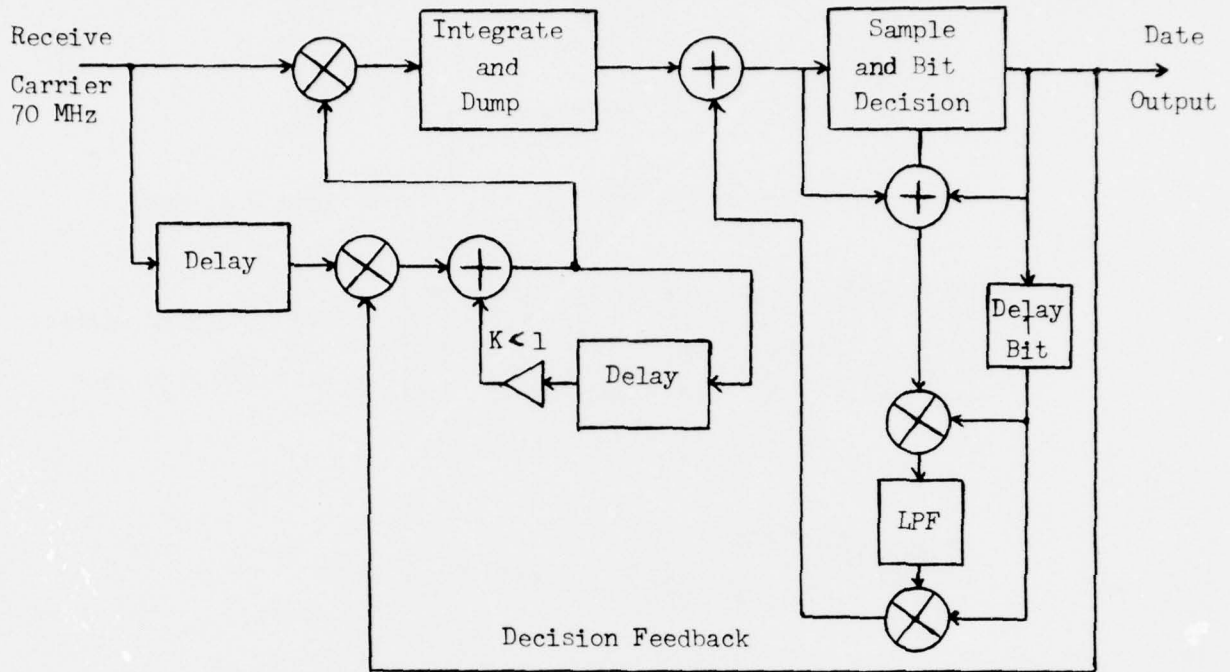 Receive
Carrier
70 MHz
Integrate
and
Dump
Sample
and Bit
Decision
Date
Output
Delay
K < 1
Delay
Delay
1
Bit
LPF
Decision Feedback